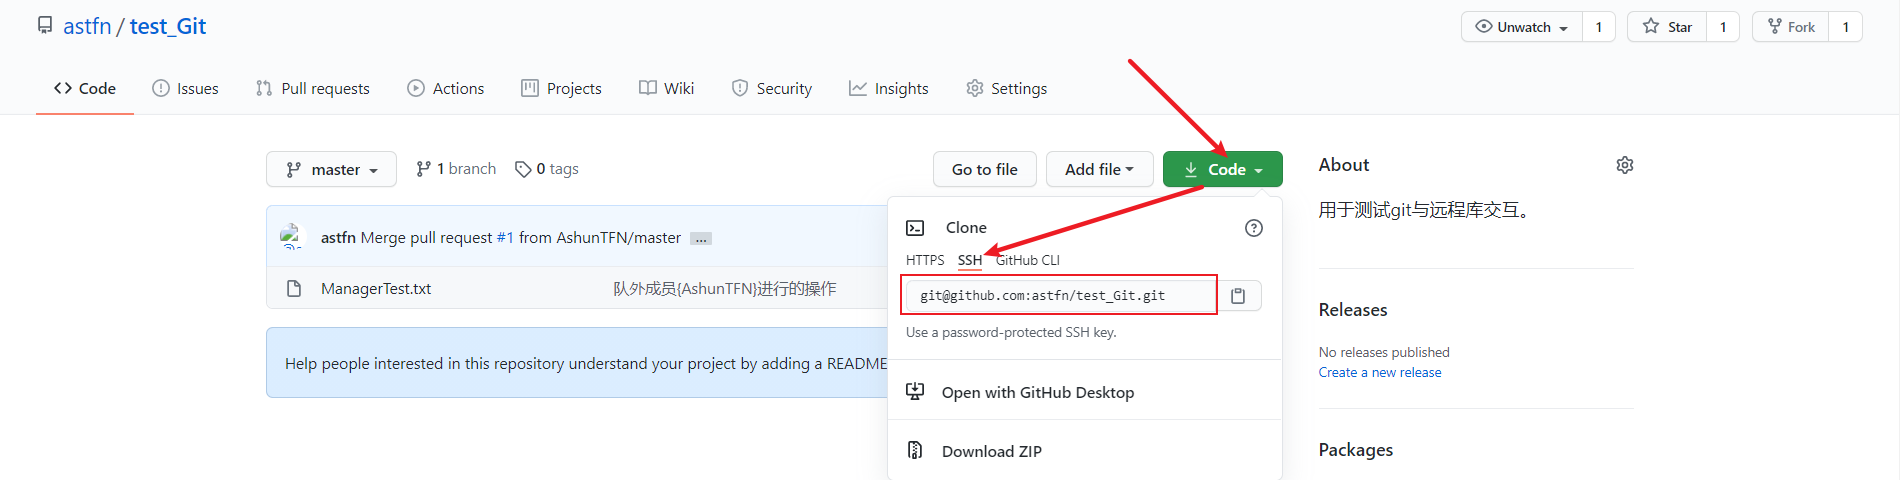 astfn / test_Git
Unwatch 1
Star 1
Fork 1
Code
Issues
Pull requests
Actions
Projects
Wiki
Security
Insights
Settings
master
1 branch
0 tags
Go to file
Add file
Code
astfn Merge pull request #1 from AshunTFN/master ...
ManagerTest.txt
队外成员{AshunTFN}进行的操作
Help people interested in this repository understand your project by adding a README
Clone
HTTPS
SSH
GitHub CLI
git@github.com:astfn/test_Git.git
Use a password-protected SSH key.
Open with GitHub Desktop
Download ZIP
About
用于测试git与远程库交互。
Releases
No releases published
Create a new release
Packages